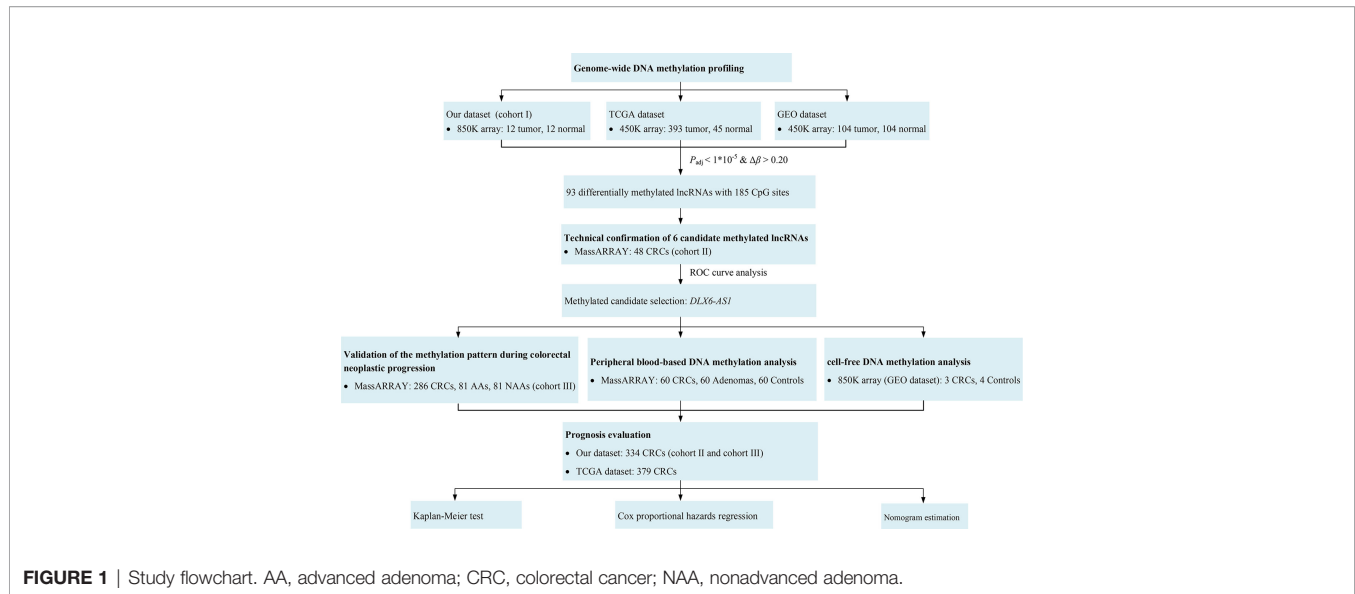 Genome-wide DNA methylation profiling
Our dataset (cohort I)
• 850K array: 12 tumor, 12 normal
TCGA dataset
• 450K array: 393 tumor, 45 normal
GEO dataset
• 450K array: 104 tumor, 104 normal
Padj < 1*10-5 & Δβ > 0.20
93 differentially methylated lncRNAs with 185 CpG sites
Technical confirmation of 6 candidate methylated lncRNAs
• MassARRAY: 48 CRCs (cohort II)
ROC curve analysis
Methylated candidate selection: DLX6-AS1
Validation of the methylation pattern during colorectal
neoplastic progression
• MassARRAY: 286 CRCs, 81 AAs, 81 NAAs (cohort III)
Peripheral blood-based DNA methylation analysis
• MassARRAY: 60 CRCs, 60 Adenomas, 60 Controls
cell-free DNA methylation analysis
• 850K array (GEO dataset): 3 CRCs, 4 Controls
Prognosis evaluation
• Our dataset: 334 CRCs (cohort II and cohort III)
• TCGA dataset: 379 CRCs
Kaplan-Meier test
Cox proportional hazards regression
Nomogram estimation
FIGURE 1 | Study flowchart. AA, advanced adenoma; CRC, colorectal cancer; NAA, nonadvanced adenoma.